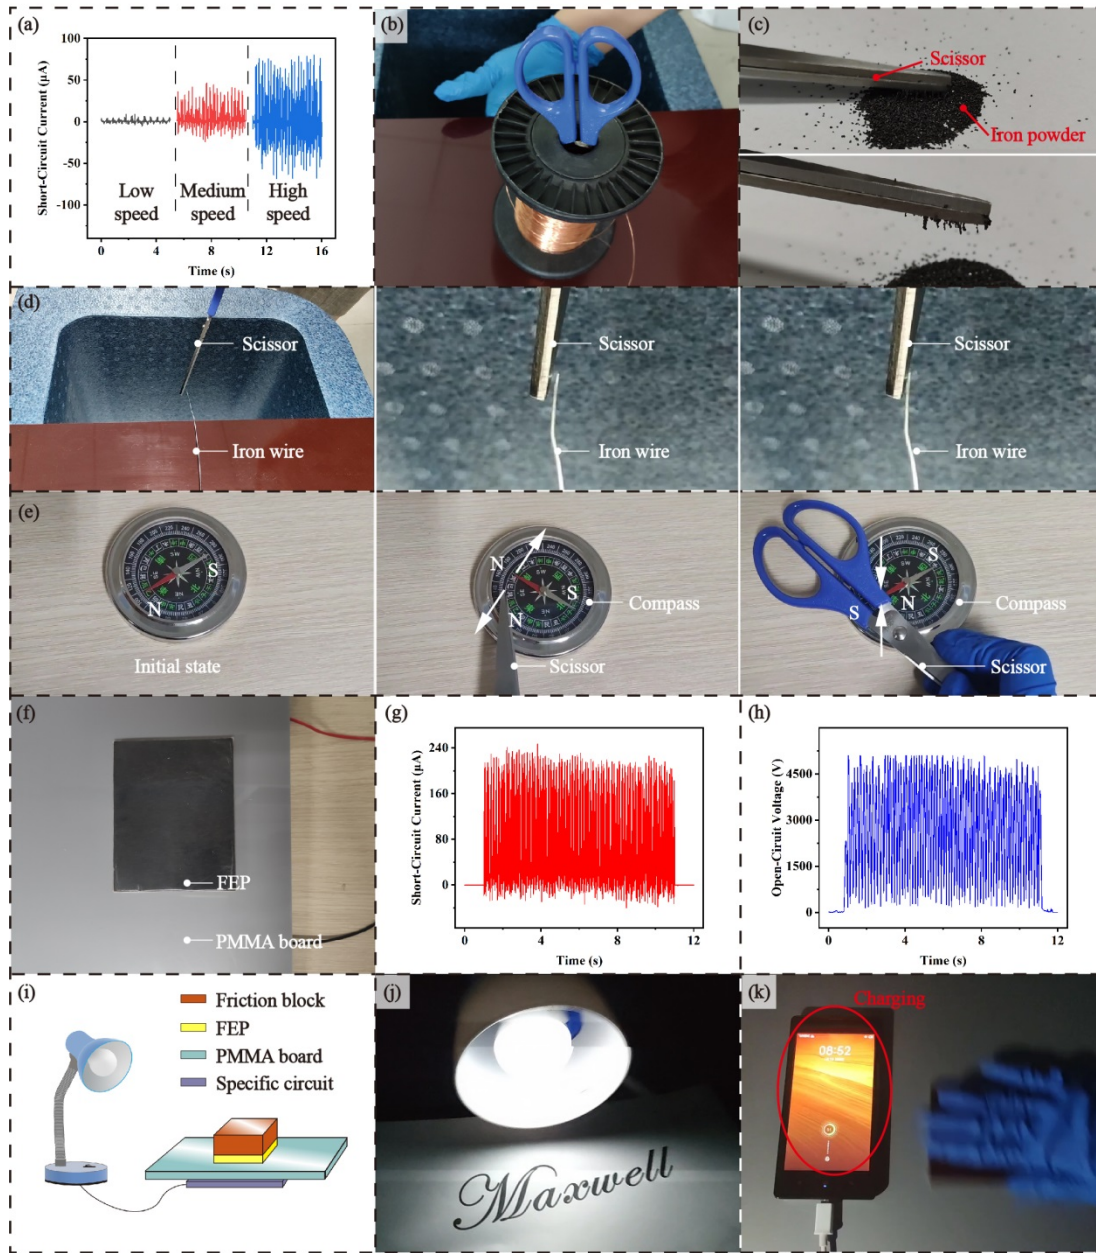 (a)
100
50
0
-50
-100
Short-Circuit Current (μA)
Low speed
Medium speed
High speed
0
4
8
12
16
Time (s)
(b)
(c)
Scissor
Iron powder
(d)
Scissor
Iron wire
Scissor
Iron wire
Scissor
Iron wire
(e)
N
S
Initial state
N
N
S
Compass
Scissor
S
N
S
Compass
Scissor
(f)
FEP
PMMA board
(g)
240
160
80
0
Short-Circuit Current (μA)
0
4
8
12
Time (s)
(h)
4500
3000
1500
0
Open-Ciruit Voltage (V)
0
4
8
12
Time (s)
(i)
Friction block
FEP
PMMA board
Specific circuit
(j)
Maxwell
(k)
Charging
08:52